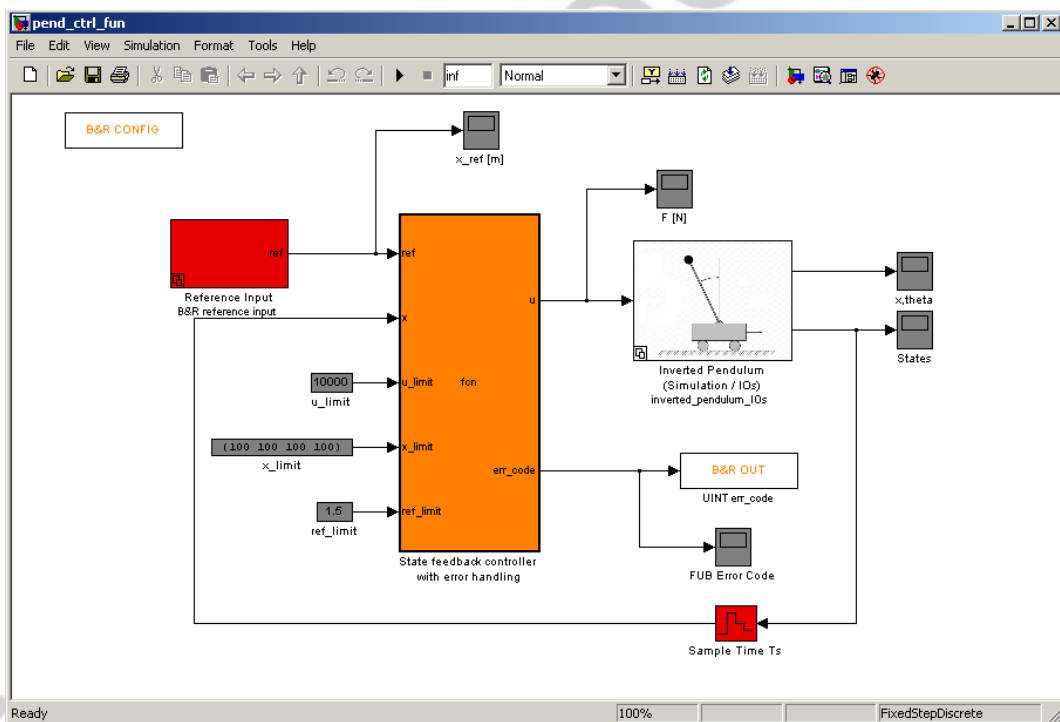 pend_ctrl_fun
File Edit View Simulation Format Tools Help
inf Normal
B&R CONFIG
x_ref [m]
F [N]
ref
Reference Input
B&R reference input
ref
x
u_limit fcn
x_limit
ref_limit
u
err_code
State feedback controller
with error handling
10000
u_limit
(100 100 100 100)
x_limit
1.5
ref_limit
Inverted Pendulum
(Simulation / IOs)
inverted_pendulum_IOs
x,theta
States
B&R OUT
UINT err_code
FUB Error Code
Sample Time Ts
Ready 100% FixedStepDiscrete